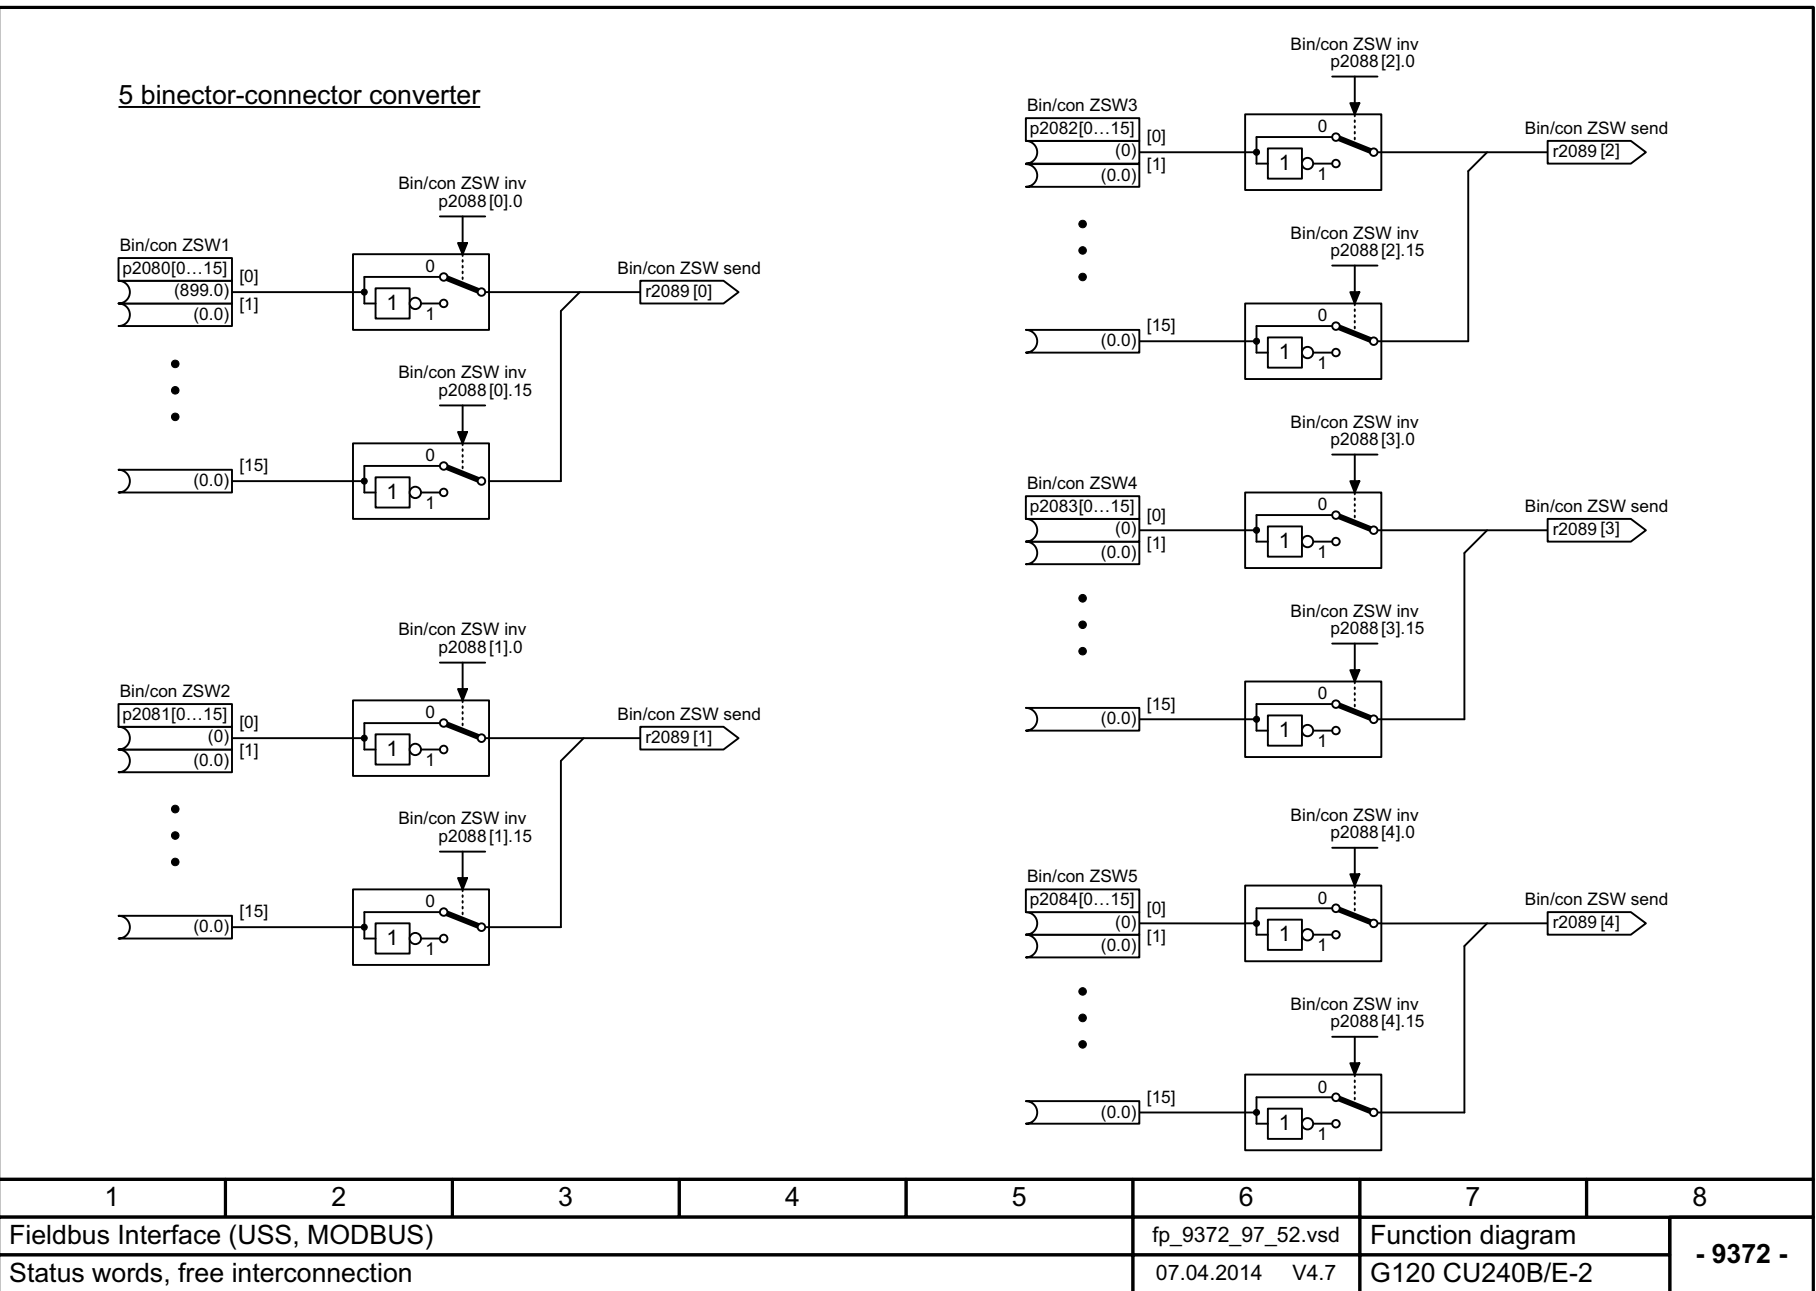 5 binector-connector converter
Bin/con ZSW inv
p2088[0].0
Bin/con ZSW1
p2080[0...15]
[0]
(899.0)
[1]
(0.0)
0
1
1
Bin/con ZSW send
r2089[0]
Bin/con ZSW inv
p2088[0].15
[15]
(0.0)
0
1
1
Bin/con ZSW inv
p2088[1].0
Bin/con ZSW2
p2081[0...15]
[0]
(0)
[1]
(0.0)
0
1
1
Bin/con ZSW send
r2089[1]
Bin/con ZSW inv
p2088[1].15
[15]
(0.0)
0
1
1
Bin/con ZSW inv
p2088[2].0
Bin/con ZSW3
p2082[0...15]
[0]
(0)
[1]
(0.0)
0
1
1
Bin/con ZSW send
r2089[2]
Bin/con ZSW inv
p2088[2].15
[15]
(0.0)
0
1
1
Bin/con ZSW inv
p2088[3].0
Bin/con ZSW4
p2083[0...15]
[0]
(0)
[1]
(0.0)
0
1
1
Bin/con ZSW send
r2089[3]
Bin/con ZSW inv
p2088[3].15
[15]
(0.0)
0
1
1
Bin/con ZSW inv
p2088[4].0
Bin/con ZSW5
p2084[0...15]
[0]
(0)
[1]
(0.0)
0
1
1
Bin/con ZSW send
r2089[4]
Bin/con ZSW inv
p2088[4].15
[15]
(0.0)
0
1
1
1 2 3 4 5 6 7 8
Fieldbus Interface (USS, MODBUS)
fp_9372_97_52.vsd
Function diagram
- 9372 -
Status words, free interconnection
07.04.2014 V4.7
G120 CU240B/E-2